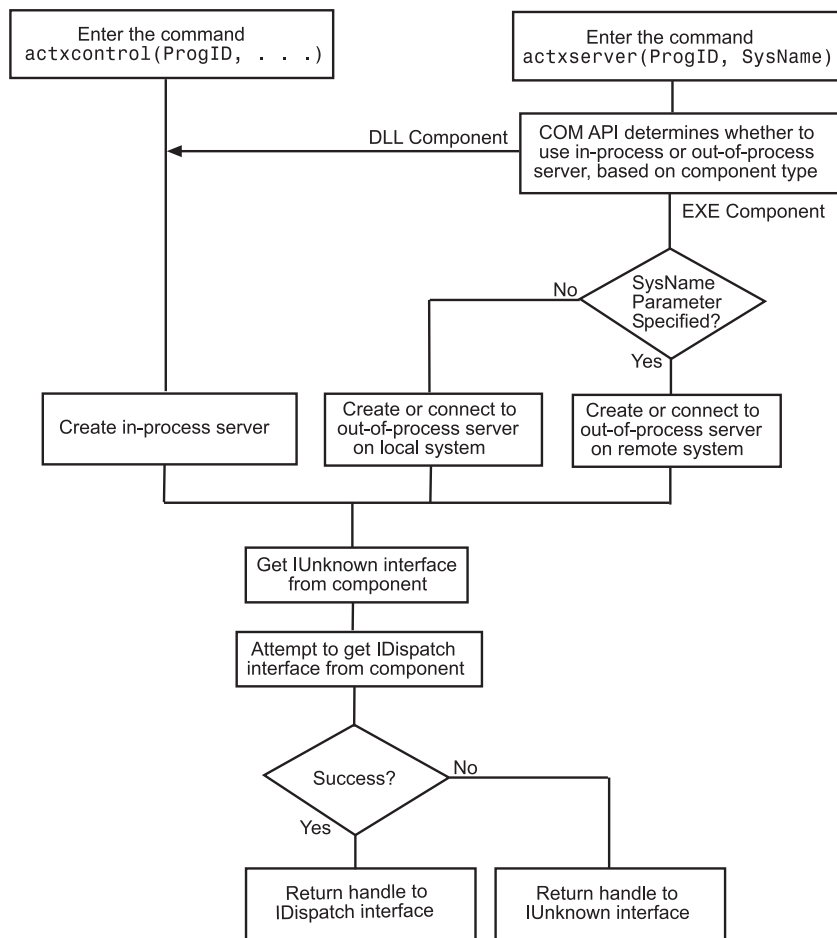 Enter the command
actxcontrol(ProgID, . . .)
Enter the command
actxserver(ProgID, SysName)
DLL Component
COM API determines whether to
use in-process or out-of-process
server, based on component type
EXE Component
No
SysName
Parameter
Specified?
Yes
Create in-process server
Create or connect to
out-of-process server
on local system
Create or connect to
out-of-process server
on remote system
Get IUnknown interface
from component
Attempt to get IDispatch
interface from component
Success?
No
Yes
Return handle to
IDispatch interface
Return handle to
IUnknown interface